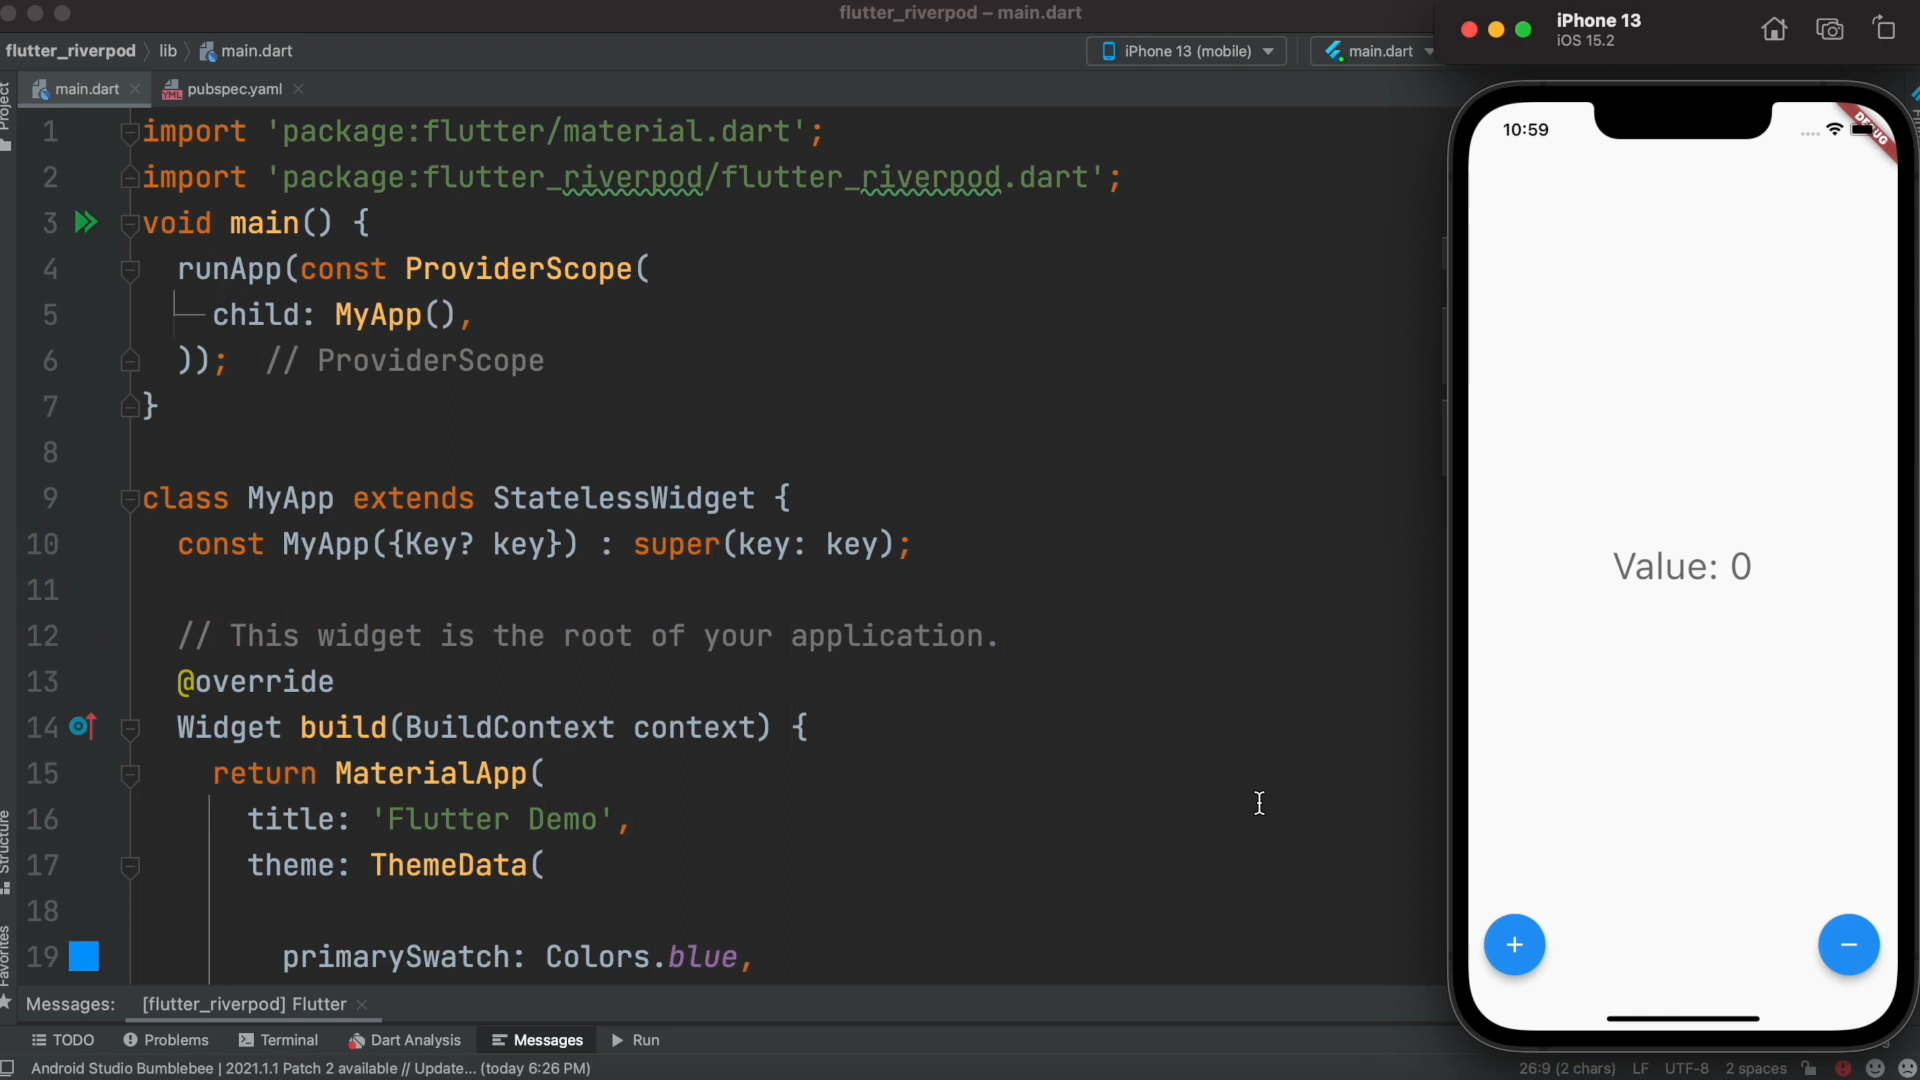 flutter_riverpod – main.dart
flutter_riverpod lib main.dart
iPhone 13 (mobile)
main.dart
main.dart
pubspec.yaml
Project
1 import 'package:flutter/material.dart';
2 import 'package:flutter_riverpod/flutter_riverpod.dart';
3 void main() {
4 runApp(const ProviderScope(
5 child: MyApp(),
6 )); // ProviderScope
7 }
8
9 class MyApp extends StatelessWidget {
10 const MyApp({Key? key}) : super(key: key);
11
12 // This widget is the root of your application.
13 @override
14 Widget build(BuildContext context) {
15 return MaterialApp(
16 title: 'Flutter Demo',
17 theme: ThemeData(
18
19 primarySwatch: Colors.blue,
Structure
Favorites
Messages: [flutter_riverpod] Flutter
TODO Problems Terminal Dart Analysis Messages Run
Android Studio Bumblebee | 2021.1.1 Patch 2 available // Update... (today 6:26 PM)
26:9 (2 chars) LF UTF-8 2 spaces
iPhone 13
iOS 15.2
10:59
DEBUG
Value: 0
+
−